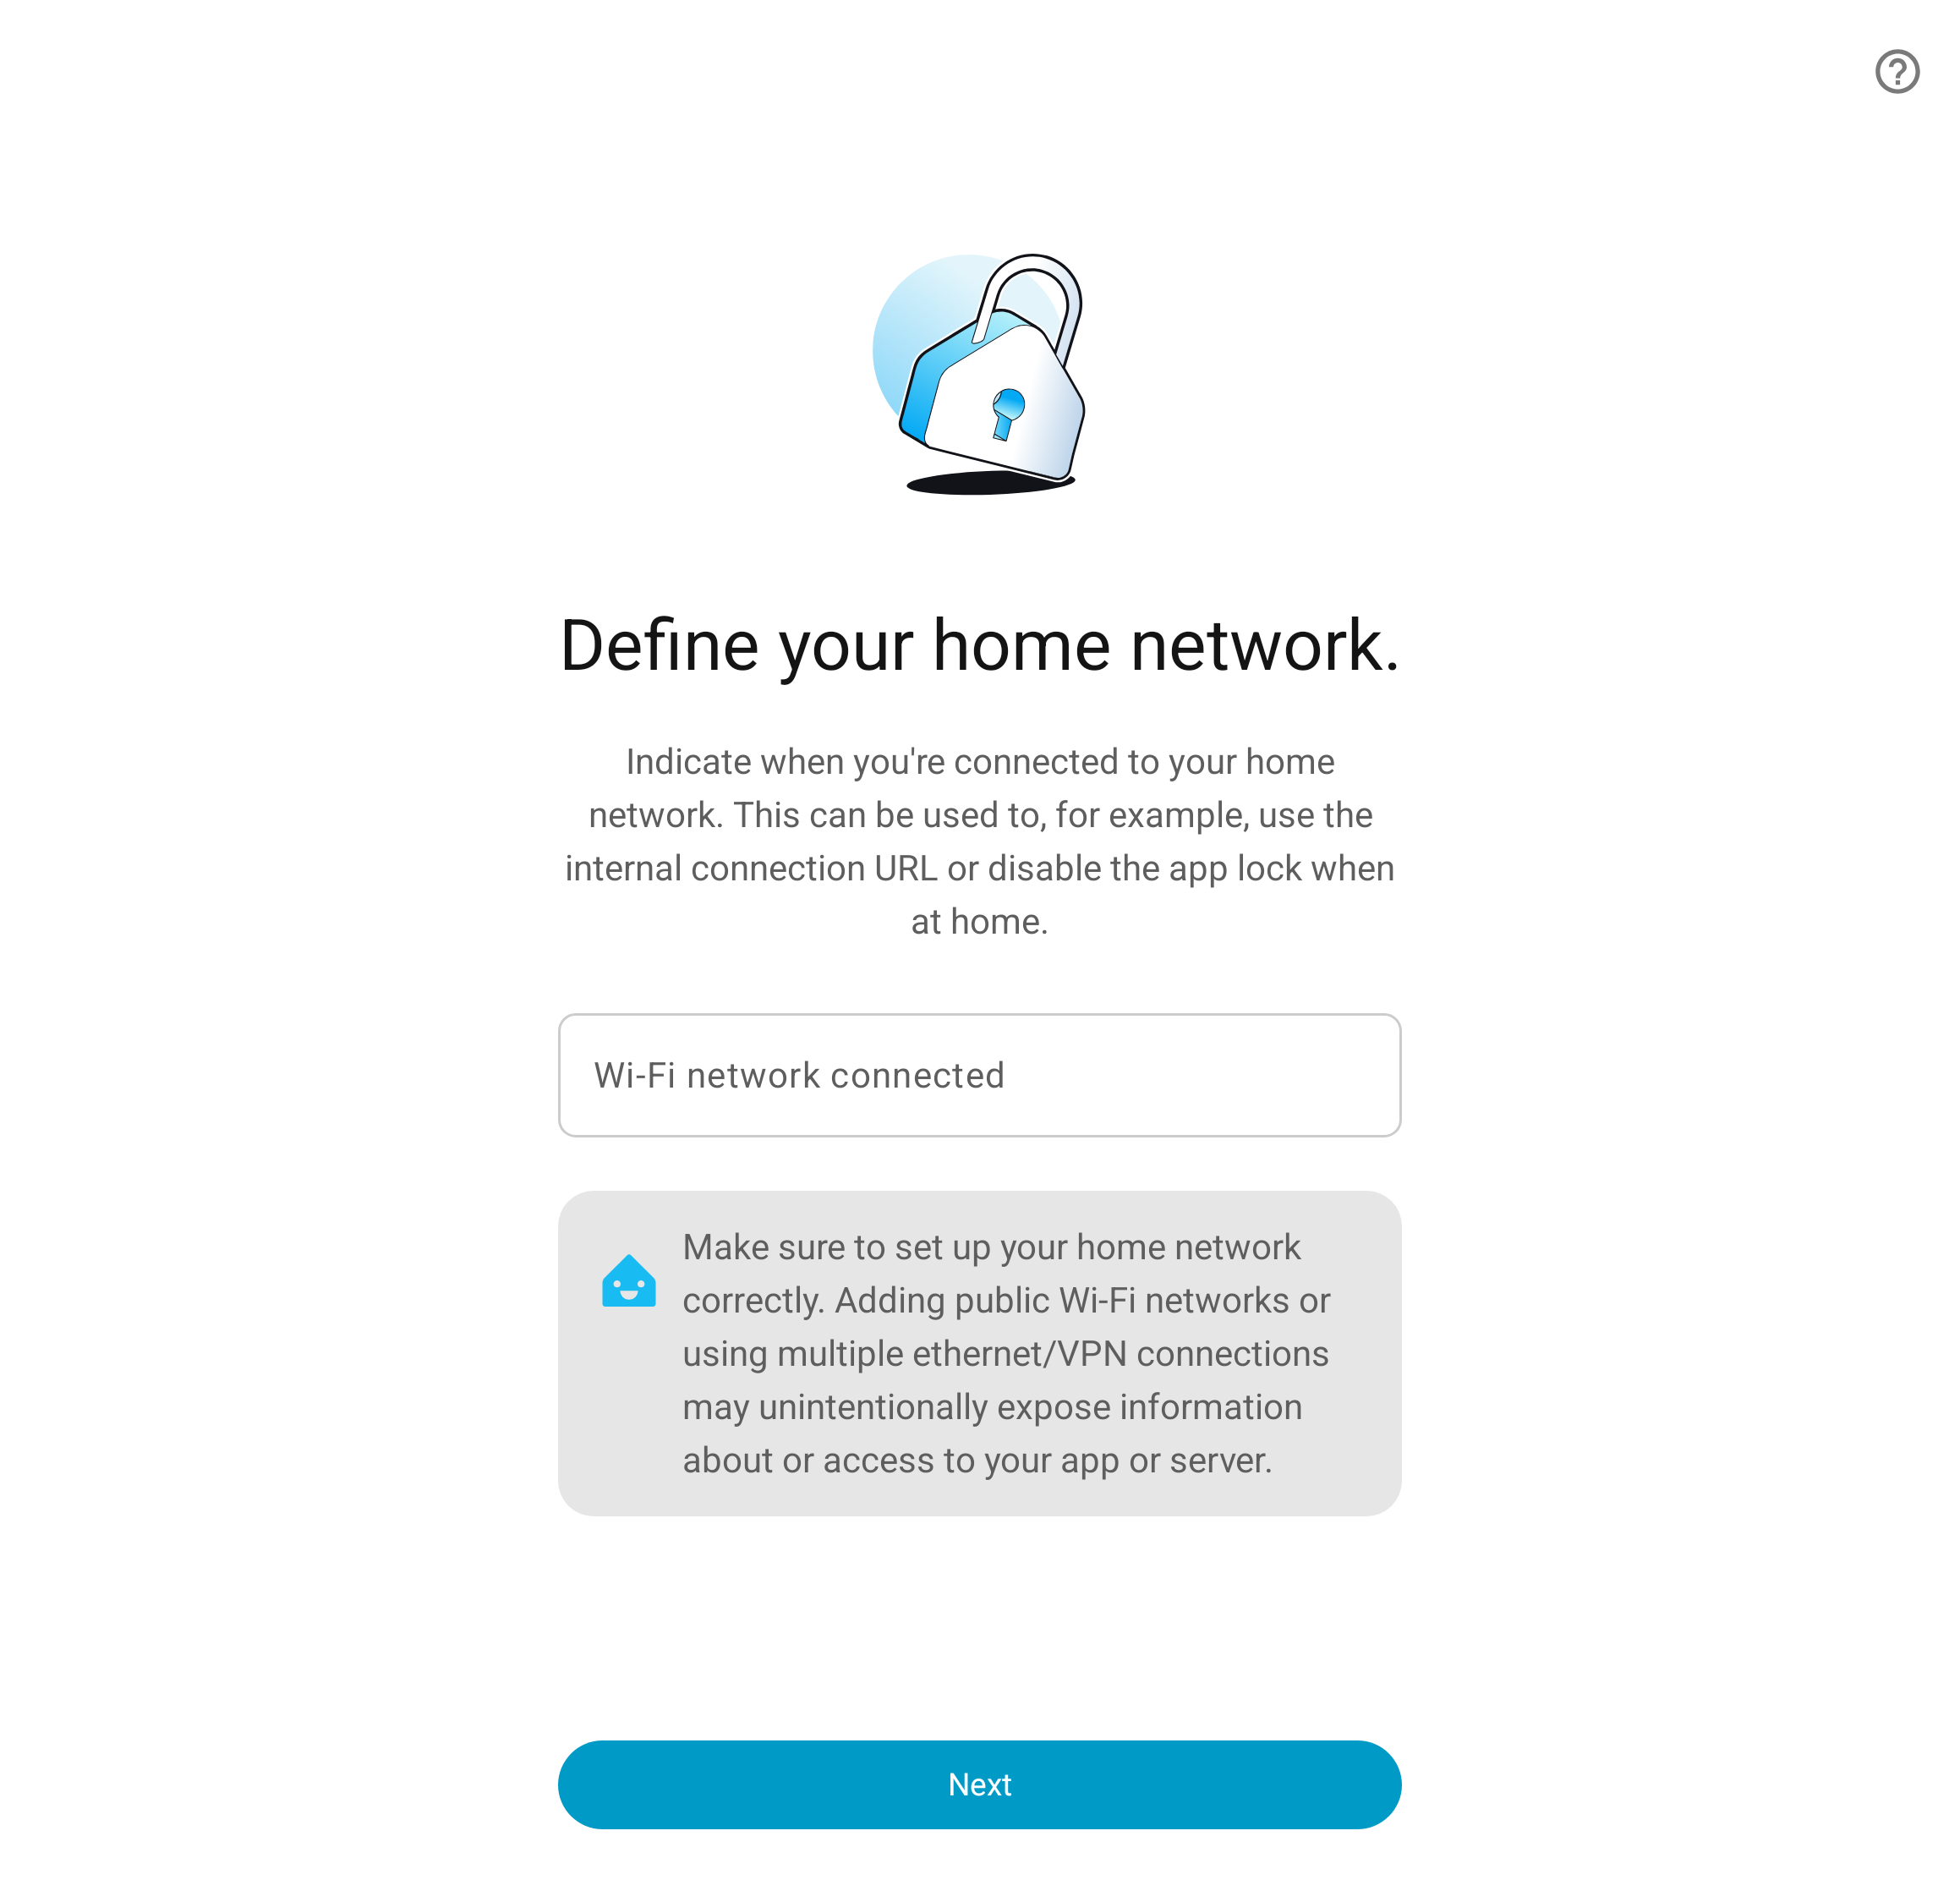 Define your home network.
Indicate when you're connected to your home
network. This can be used to, for example, use the
internal connection URL or disable the app lock when
at home.
Wi-Fi network connected
Make sure to set up your home network
correctly. Adding public Wi-Fi networks or
using multiple ethernet/VPN connections
may unintentionally expose information
about or access to your app or server.
Next